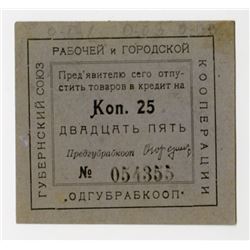 ГУБЕРНСКИЙ СОЮЗ
РАБОЧЕЙ и ГОРОДСКОЙ
КООПЕРАЦИИ
Пред'явителю сего отпу-
стить товаров в кредит на
Коп. 25
ДВАДЦАТЬ ПЯТЬ
Предгубрабкооп
№ 054355
"ОДГУБРАБКООП"